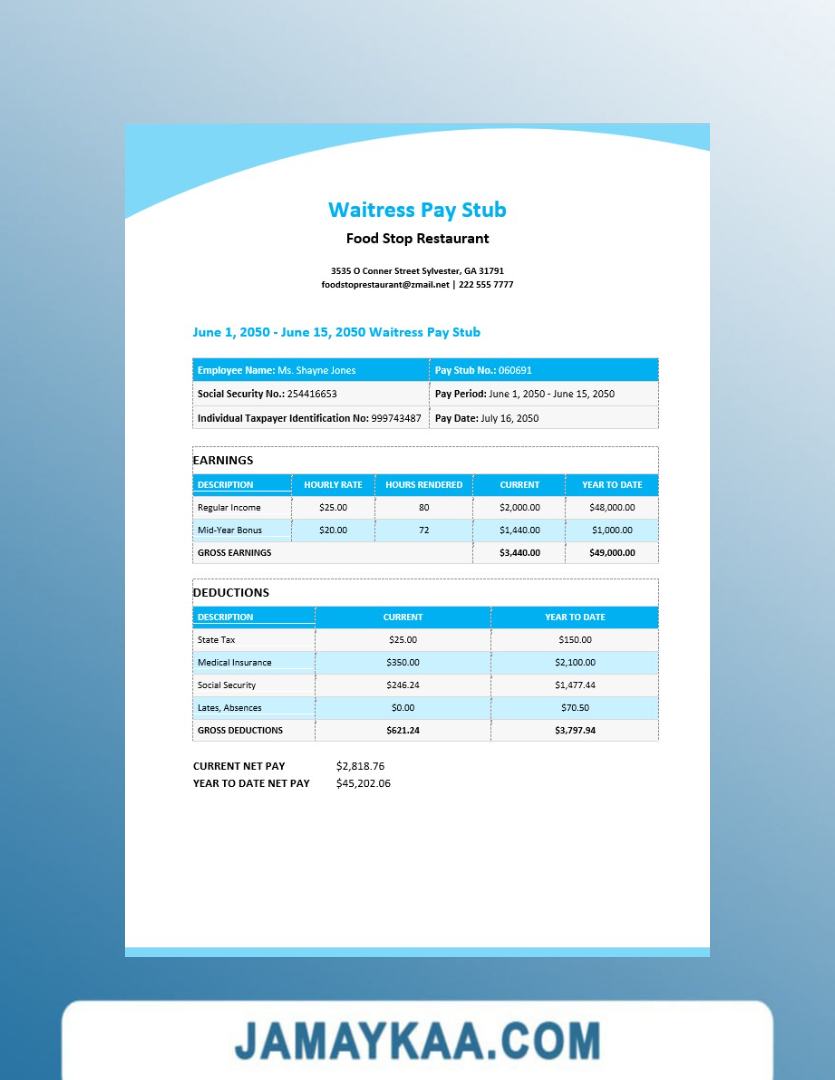 Waitress Pay Stub
Food Stop Restaurant
3535 O Conner Street Sylvester, GA 31791
foodstoprestaurant@zmail.net | 222 555 7777
June 1, 2050 - June 15, 2050 Waitress Pay Stub
Employee Name: Ms. Shayne Jones Pay Stub No.: 060691
Social Security No.: 254416653 Pay Period: June 1, 2050 - June 15, 2050
Individual Taxpayer Identification No: 999743487 Pay Date: July 16, 2050
EARNINGS
DESCRIPTION HOURLY RATE HOURS RENDERED CURRENT YEAR TO DATE
Regular Income $25.00 80 $2,000.00 $48,000.00
Mid-Year Bonus $20.00 72 $1,440.00 $1,000.00
GROSS EARNINGS $3,440.00 $49,000.00
DEDUCTIONS
DESCRIPTION CURRENT YEAR TO DATE
State Tax $25.00 $150.00
Medical Insurance $350.00 $2,100.00
Social Security $246.24 $1,477.44
Lates, Absences $0.00 $70.50
GROSS DEDUCTIONS $621.24 $3,797.94
CURRENT NET PAY $2,818.76
YEAR TO DATE NET PAY $45,202.06
JAMAYKAA.COM